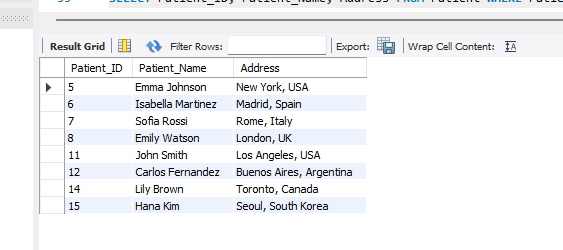 SELECT Patient_ID, Patient_Name, Address FROM Patient WHERE
Result Grid Filter Rows: Export: Wrap Cell Content:
Patient_ID Patient_Name Address
5 Emma Johnson New York, USA
6 Isabella Martinez Madrid, Spain
7 Sofia Rossi Rome, Italy
8 Emily Watson London, UK
11 John Smith Los Angeles, USA
12 Carlos Fernandez Buenos Aires, Argentina
14 Lily Brown Toronto, Canada
15 Hana Kim Seoul, South Korea